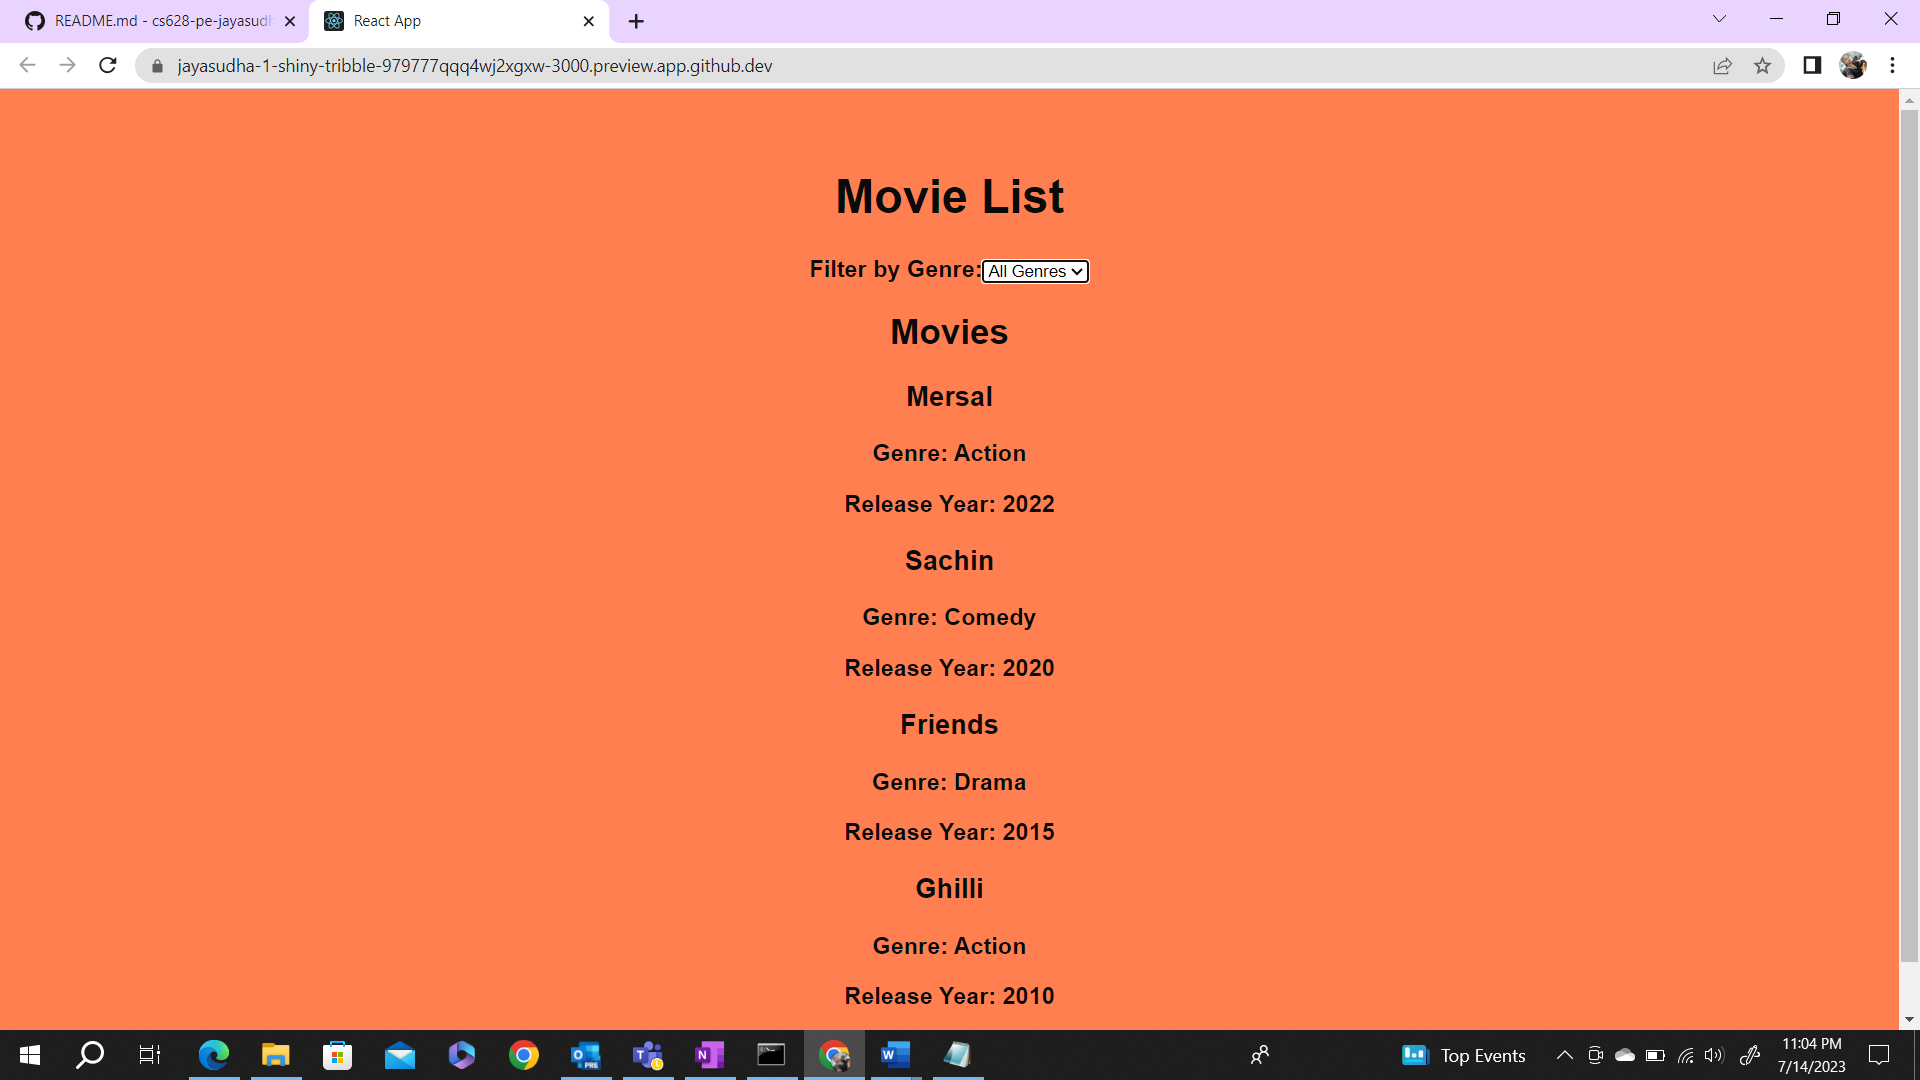 README.md - cs628-pe-jayasudh
React App
jayasudha-1-shiny-tribble-979777qqq4wj2xgxw-3000.preview.app.github.dev
Movie List
Filter by Genre: All Genres
Movies
Mersal
Genre: Action
Release Year: 2022
Sachin
Genre: Comedy
Release Year: 2020
Friends
Genre: Drama
Release Year: 2015
Ghilli
Genre: Action
Release Year: 2010
Top Events
11:04 PM
7/14/2023